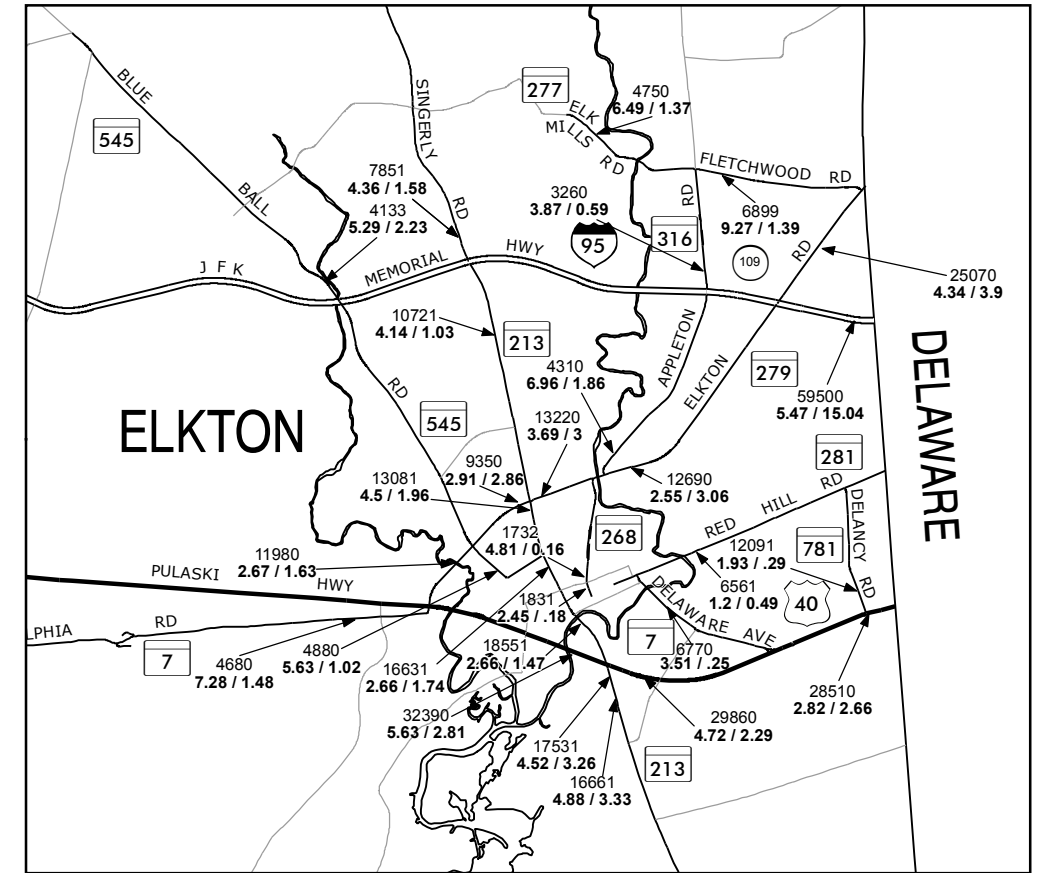 BLUE
545
BALL
SINGERLY
RD
277
ELK
MILLS
RD
4750
6.49 / 1.37
FLETCHWOOD RD
7851
4.36 / 1.58
4133
5.29 / 2.23
3260
3.87 / 0.59
95
RD
316
6899
9.27 / 1.39
109
RD
25070
4.34 / 3.9
JFK
MEMORIAL
HWY
10721
4.14 / 1.03
213
APPLETON
ELKTON
279
59500
5.47 / 15.04
DELAWARE
4310
6.96 / 1.86
RD
545
ELKTON
13220
3.69 / 3
9350
2.91 / 2.86
13081
4.5 / 1.96
12690
2.55 / 3.06
281
RED HILL RD
DELANCY RD
1732
4.81 / 0.16
268
781
12091
1.93 / .29
11980
2.67 / 1.63
PULASKI
HWY
6561
1.2 / 0.49
40
1831
2.45 / .18
DELAWARE AVE
LPHIA
RD
7
7
4680
7.28 / 1.48
4880
5.63 / 1.02
16631
2.66 / 1.74
18551
2.66 / 1.47
6770
3.51 / .25
28510
2.82 / 2.66
32390
5.63 / 2.81
29860
4.72 / 2.29
17531
4.52 / 3.26
16661
4.88 / 3.33
213